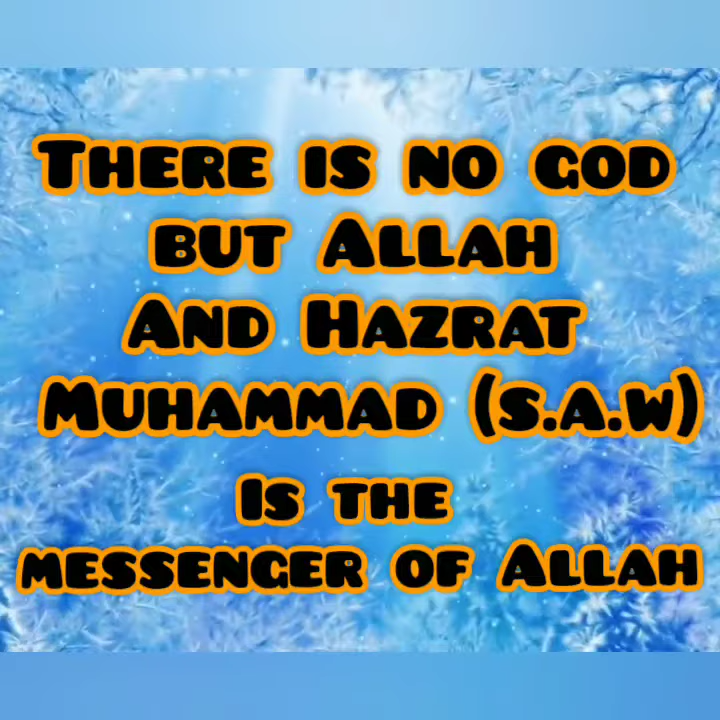 There is no god
but Allah
And Hazrat
Muhammad (s.a.w)
Is the
messenger of Allah